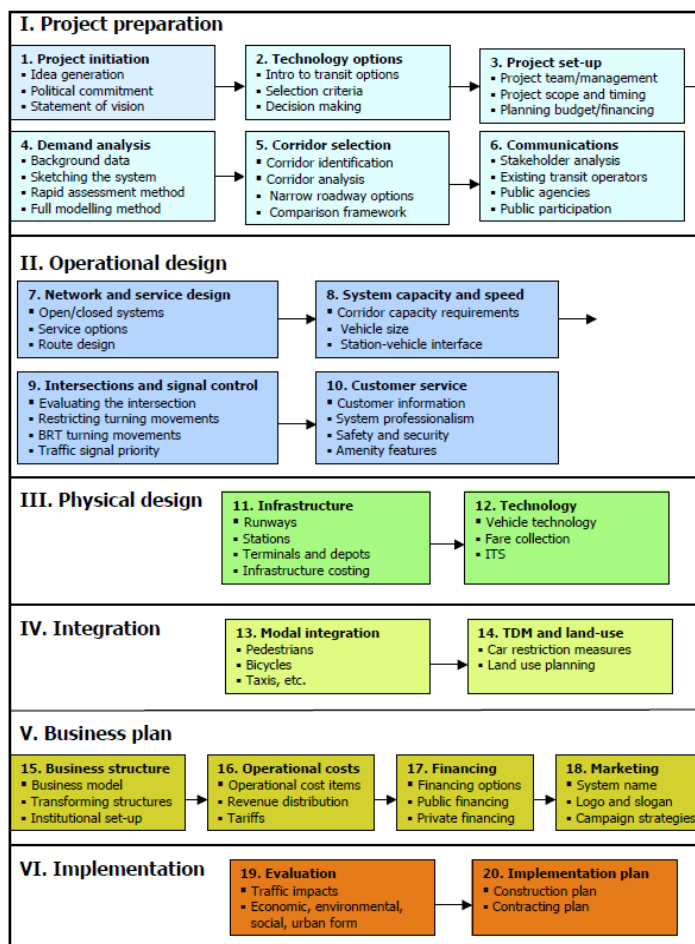 I. Project preparation
1. Project initiation
▪ Idea generation
▪ Political commitment
▪ Statement of vision
2. Technology options
▪ Intro to transit options
▪ Selection criteria
▪ Decision making
3. Project set-up
▪ Project team/management
▪ Project scope and timing
▪ Planning budget/financing
4. Demand analysis
▪ Background data
▪ Sketching the system
▪ Rapid assessment method
▪ Full modelling method
5. Corridor selection
▪ Corridor identification
▪ Corridor analysis
▪ Narrow roadway options
▪ Comparison framework
6. Communications
▪ Stakeholder analysis
▪ Existing transit operators
▪ Public agencies
▪ Public participation
II. Operational design
7. Network and service design
▪ Open/closed systems
▪ Service options
▪ Route design
8. System capacity and speed
▪ Corridor capacity requirements
▪ Vehicle size
▪ Station-vehicle interface
9. Intersections and signal control
▪ Evaluating the intersection
▪ Restricting turning movements
▪ BRT turning movements
▪ Traffic signal priority
10. Customer service
▪ Customer information
▪ System professionalism
▪ Safety and security
▪ Amenity features
III. Physical design
11. Infrastructure
▪ Runways
▪ Stations
▪ Terminals and depots
▪ Infrastructure costing
12. Technology
▪ Vehicle technology
▪ Fare collection
▪ ITS
IV. Integration
13. Modal integration
▪ Pedestrians
▪ Bicycles
▪ Taxis, etc.
14. TDM and land-use
▪ Car restriction measures
▪ Land use planning
V. Business plan
15. Business structure
▪ Business model
▪ Transforming structures
▪ Institutional set-up
16. Operational costs
▪ Operational cost items
▪ Revenue distribution
▪ Tariffs
17. Financing
▪ Financing options
▪ Public financing
▪ Private financing
18. Marketing
▪ System name
▪ Logo and slogan
▪ Campaign strategies
VI. Implementation
19. Evaluation
▪ Traffic impacts
▪ Economic, environmental,
social, urban form
20. Implementation plan
▪ Construction plan
▪ Contracting plan